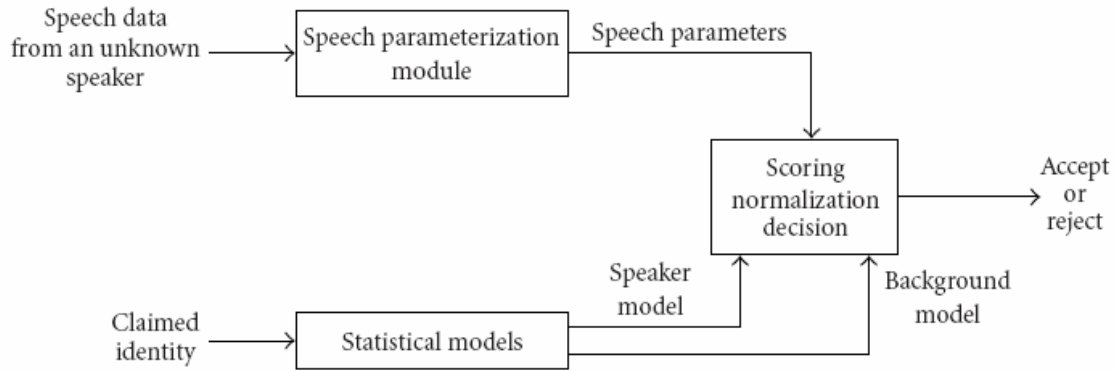 Speech data
from an unknown
speaker
Speech parameterization
module
Speech parameters
Scoring
normalization
decision
Accept
or
reject
Speaker
model
Background
model
Claimed
identity
Statistical models